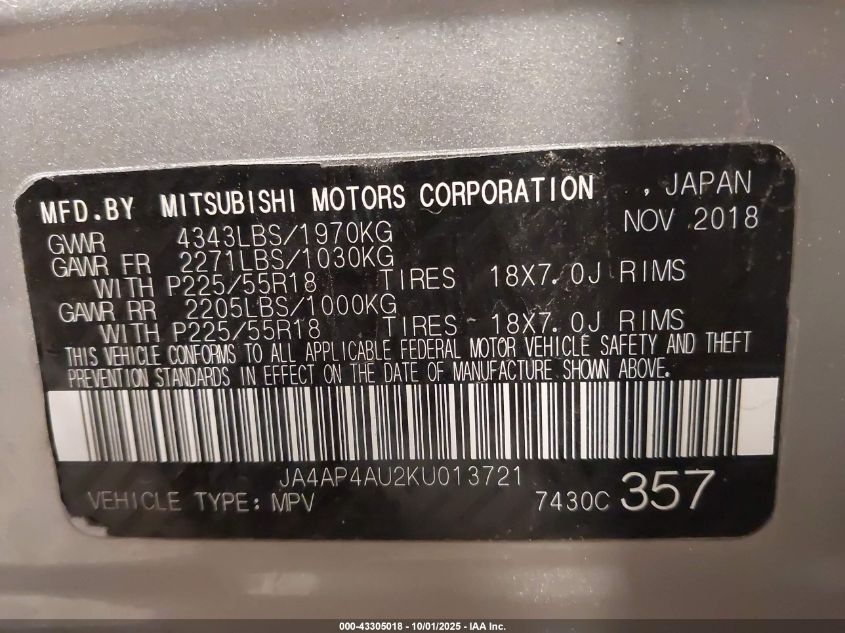 MFD.BY MITSUBISHI MOTORS CORPORATION , JAPAN
NOV 2018
GVWR 4343LBS/1970KG
GAWR FR 2271LBS/1030KG
WITH P225/55R18 TIRES 18X7.0J RIMS
GAWR RR 2205LBS/1000KG
WITH P225/55R18 TIRES 18X7.0J RIMS
THIS VEHICLE CONFORMS TO ALL APPLICABLE FEDERAL MOTOR VEHICLE SAFETY AND THEFT
PREVENTION STANDARDS IN EFFECT ON THE DATE OF MANUFACTURE SHOWN ABOVE.
JA4AP4AU2KU013721
VEHICLE TYPE: MPV 7430C 357
000-43305018 - 10/01/2025 - IAA Inc.